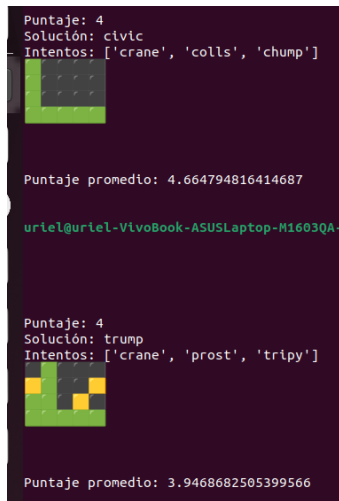 Puntaje: 4
Solución: civic
Intentos: ['crane', 'colls', 'chump']
Puntaje promedio: 4.664794816414687
uriel@uriel-VivoBook-ASUSLaptop-M1603QA-
Puntaje: 4
Solución: trump
Intentos: ['crane', 'prost', 'tripy']
Puntaje promedio: 3.9468682505399566